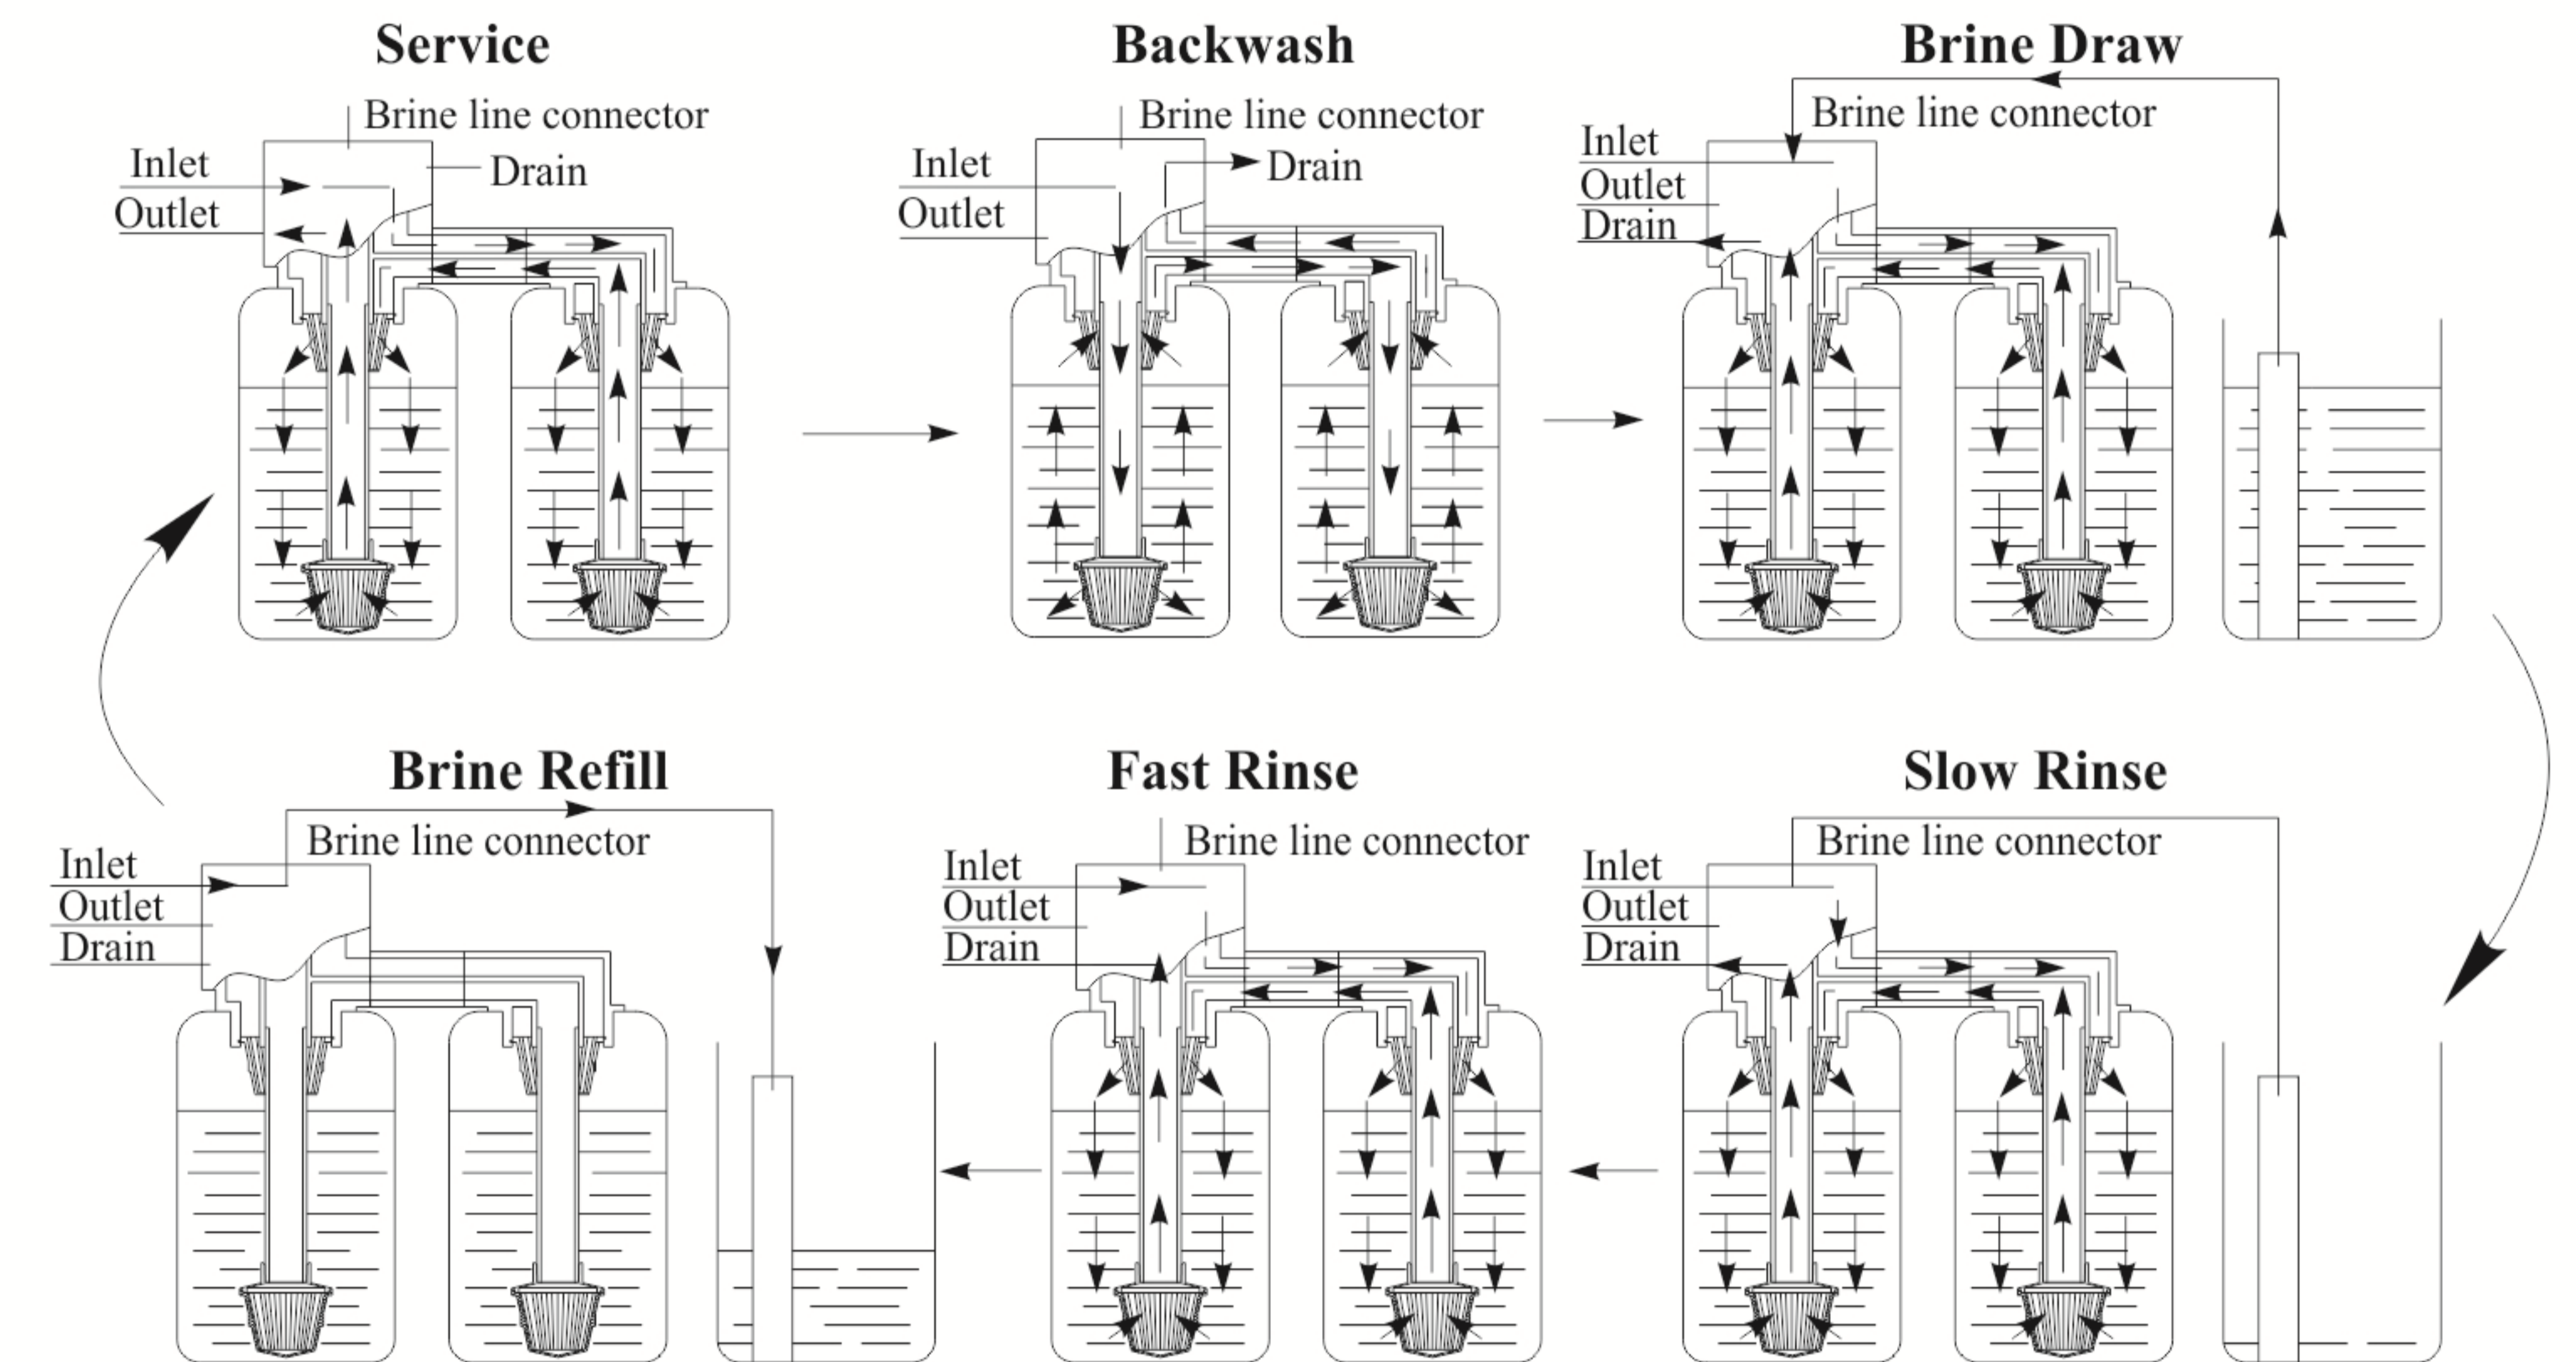 Service
Brine line connector
Inlet
Drain
Outlet
Backwash
Brine line connector
Inlet
Drain
Outlet
Brine Draw
Brine line connector
Inlet
Outlet
Drain
Brine Refill
Brine line connector
Inlet
Outlet
Drain
Fast Rinse
Brine line connector
Inlet
Outlet
Drain
Slow Rinse
Brine line connector
Inlet
Outlet
Drain